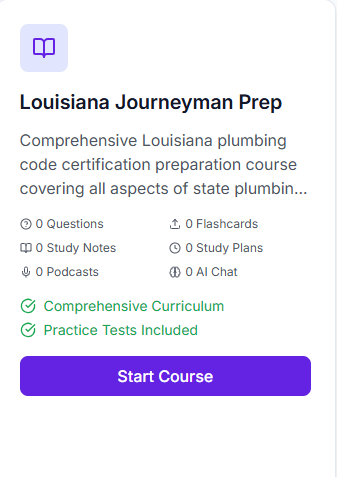 Louisiana Journeyman Prep
Comprehensive Louisiana plumbing
code certification preparation course
covering all aspects of state plumbin...
0 Questions
0 Flashcards
0 Study Notes
0 Study Plans
0 Podcasts
0 AI Chat
Comprehensive Curriculum
Practice Tests Included
Start Course